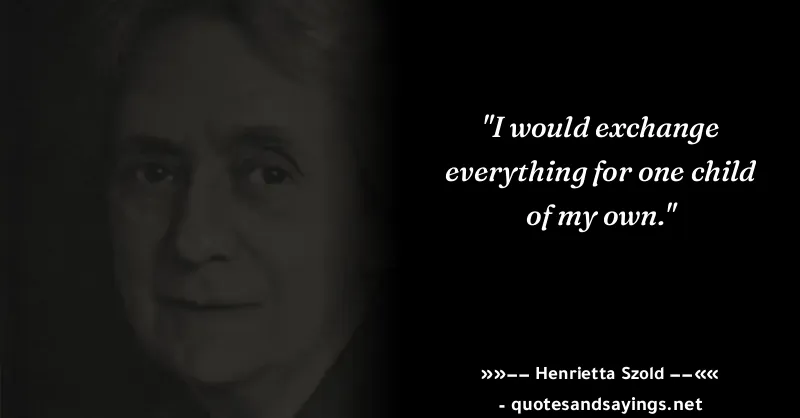 "I would exchange
everything for one child
of my own."
»»−− Henrietta Szold −−««
- quotesandsayings.net